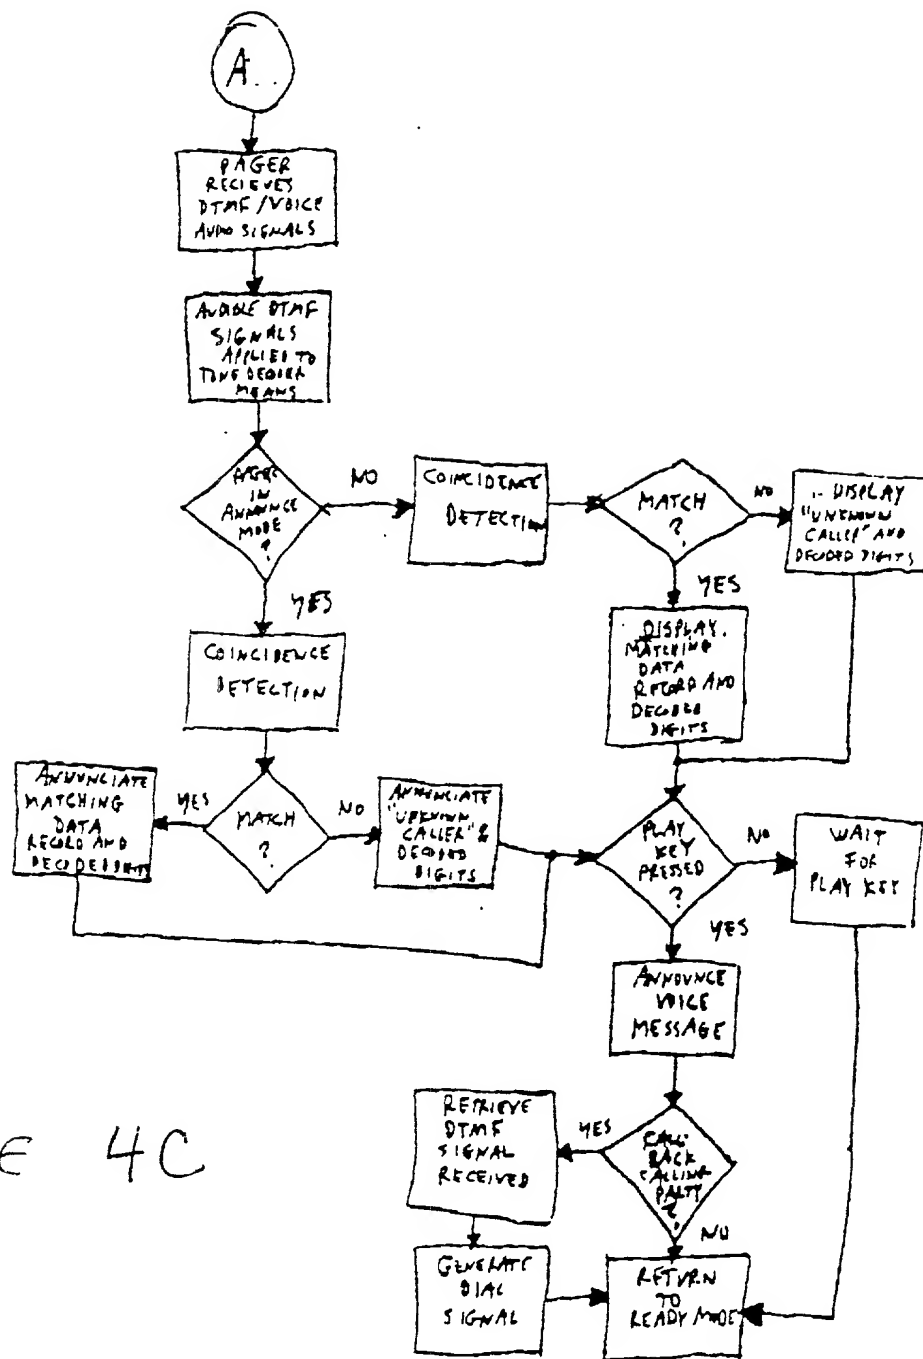 A
PAGER
RECIEVES
DTMF/VOICE
AUDIO SIGNALS
AUDIBLE DTMF
SIGNALS
APPLIED TO
TONE DECODER
MEANS
PAGER
IN
ANNOUNCE
MODE
?
NO
COINCIDENCE
DETECTION
MATCH
?
NO
DISPLAY
"UNKNOWN
CALLER" AND
DECODED DIGITS
YES
YES
COINCIDENCE
DETECTION
DISPLAY
MATCHING
DATA
RECORD AND
DECODED
DIGITS
ANNUNCIATE
MATCHING
DATA
RECORD AND
DECODED DIGITS
YES
MATCH
?
NO
ANNUNCIATE
"UNKNOWN
CALLER" &
DECODED
DIGITS
PLAY
KEY
PRESSED
?
NO
WAIT
FOR
PLAY KEY
YES
ANNOUNCE
VOICE
MESSAGE
RETRIEVE
DTMF
SIGNAL
RECEIVED
YES
CALL
BACK
CALLING
PARTY
?
NO
GENERATE
DIAL
SIGNAL
RETURN
TO
READY MODE
E 4C